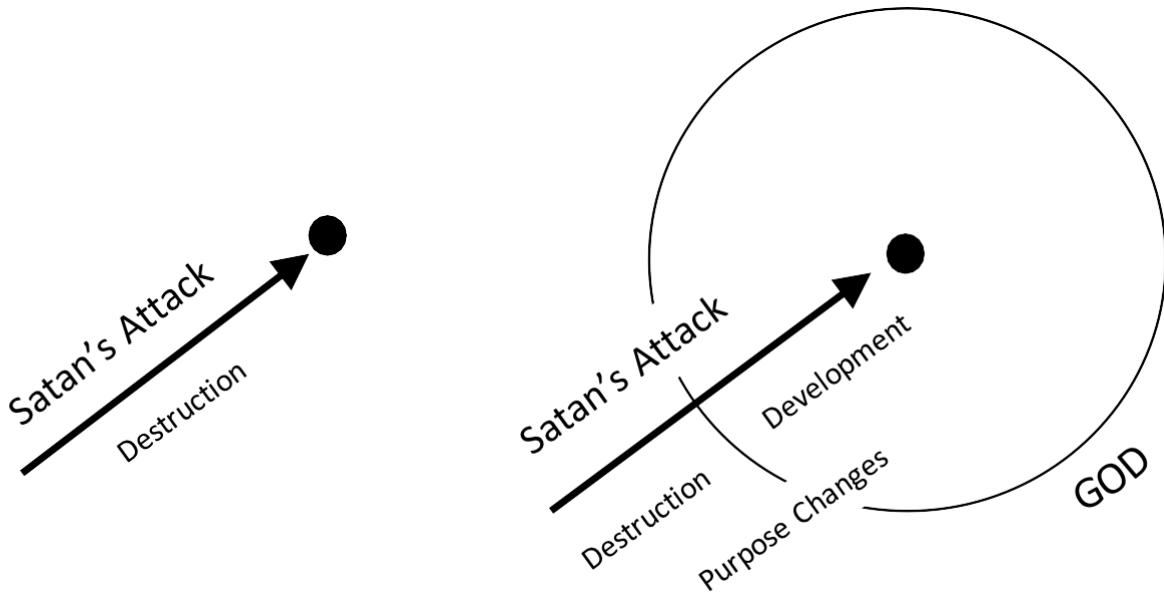 Satan’s Attack
Destruction
Satan’s Attack
Destruction
Development
Purpose Changes
GOD